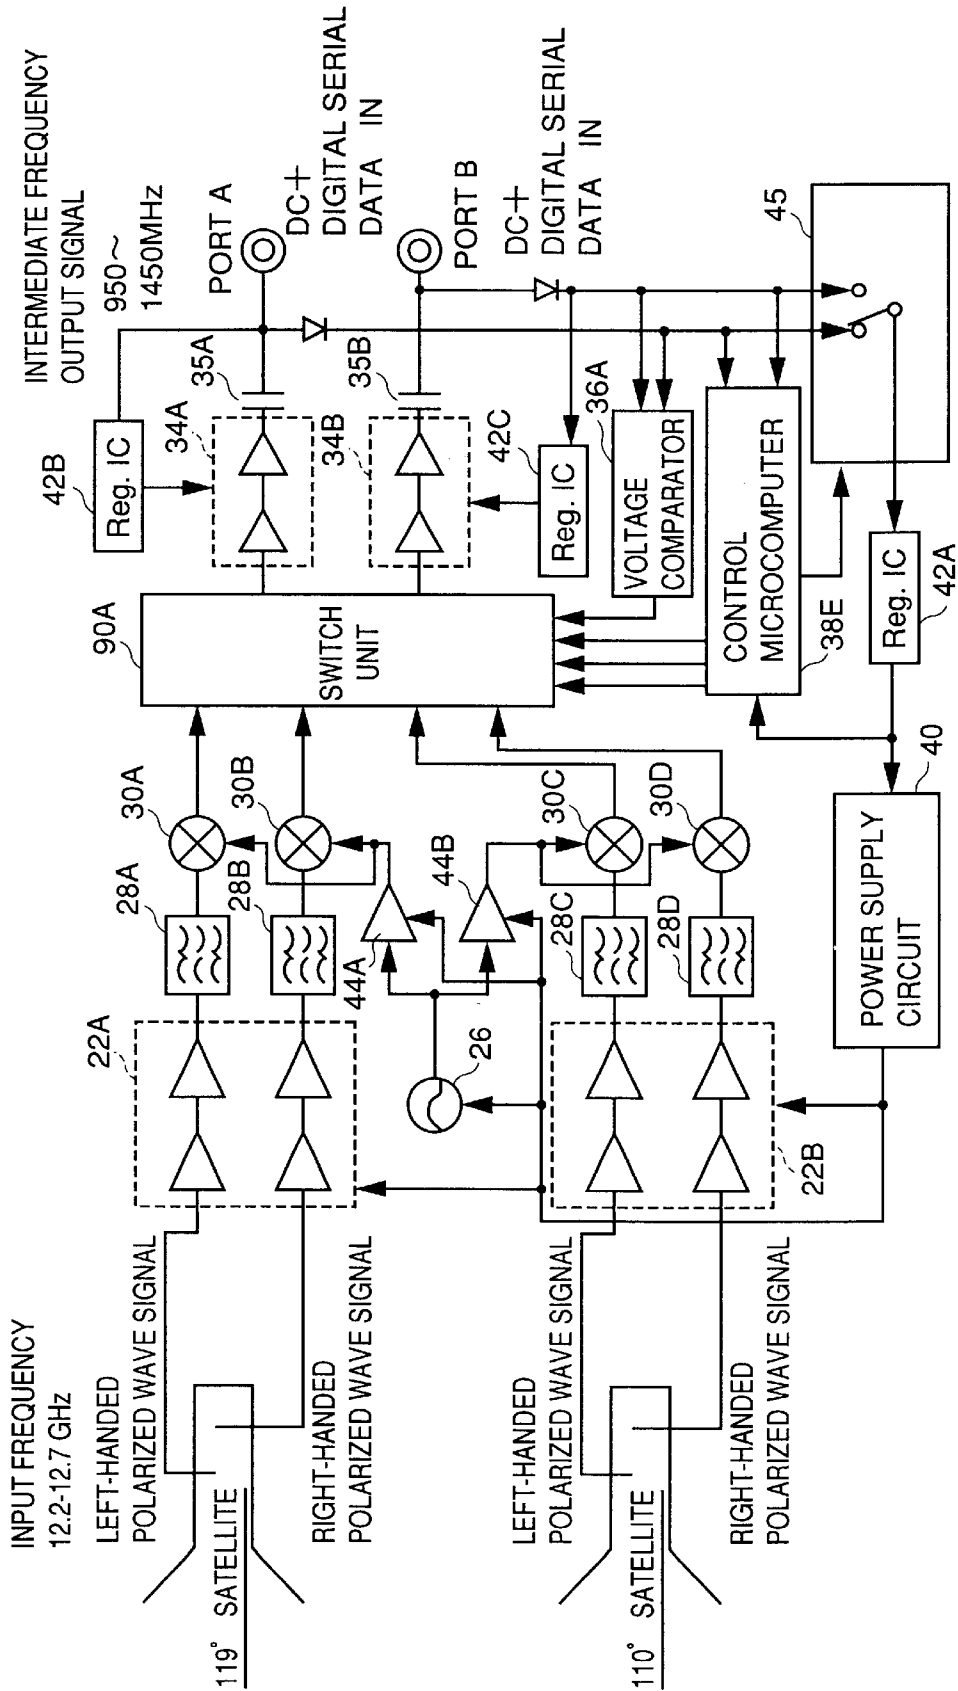 INPUT FREQUENCY
12.2-12.7 GHz
INTERMEDIATE FREQUENCY
OUTPUT SIGNAL
950~
1450MHz
LEFT-HANDED
POLARIZED WAVE SIGNAL
119° SATELLITE
RIGHT-HANDED
POLARIZED WAVE SIGNAL
22A
28A
30A
28B
30B
90A
SWITCH
UNIT
42B
Reg. IC
34A
35A
PORT A
DC+
DIGITAL SERIAL
DATA IN
34B
35B
PORT B
DC+
DIGITAL SERIAL
DATA IN
26
44A
44B
42C
Reg. IC
36A
VOLTAGE
COMPARATOR
CONTROL
MICROCOMPUTER
38E
45
LEFT-HANDED
POLARIZED WAVE SIGNAL
110° SATELLITE
RIGHT-HANDED
POLARIZED WAVE SIGNAL
22B
28C
30C
28D
30D
POWER SUPPLY
CIRCUIT
40
Reg. IC
42A